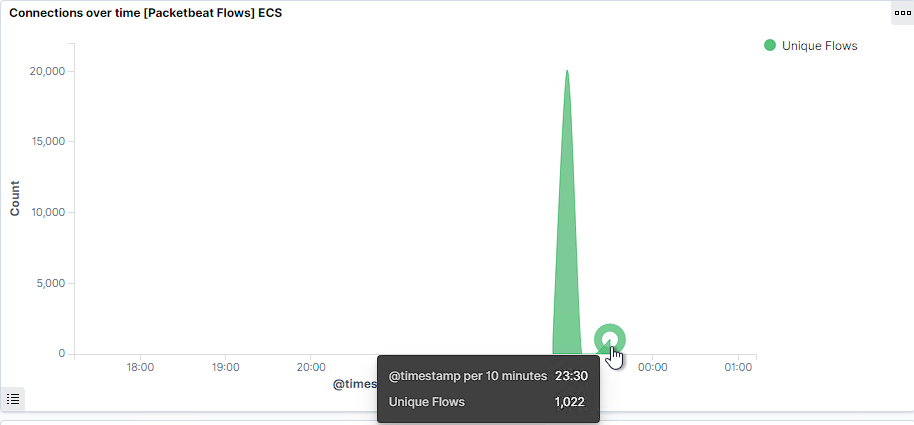 Connections over time [Packetbeat Flows] ECS
Unique Flows
20,000
15,000
10,000
5,000
0
Count
18:00 19:00 20:00 00:00 01:00
@times
@timestamp per 10 minutes 23:30
Unique Flows 1,022